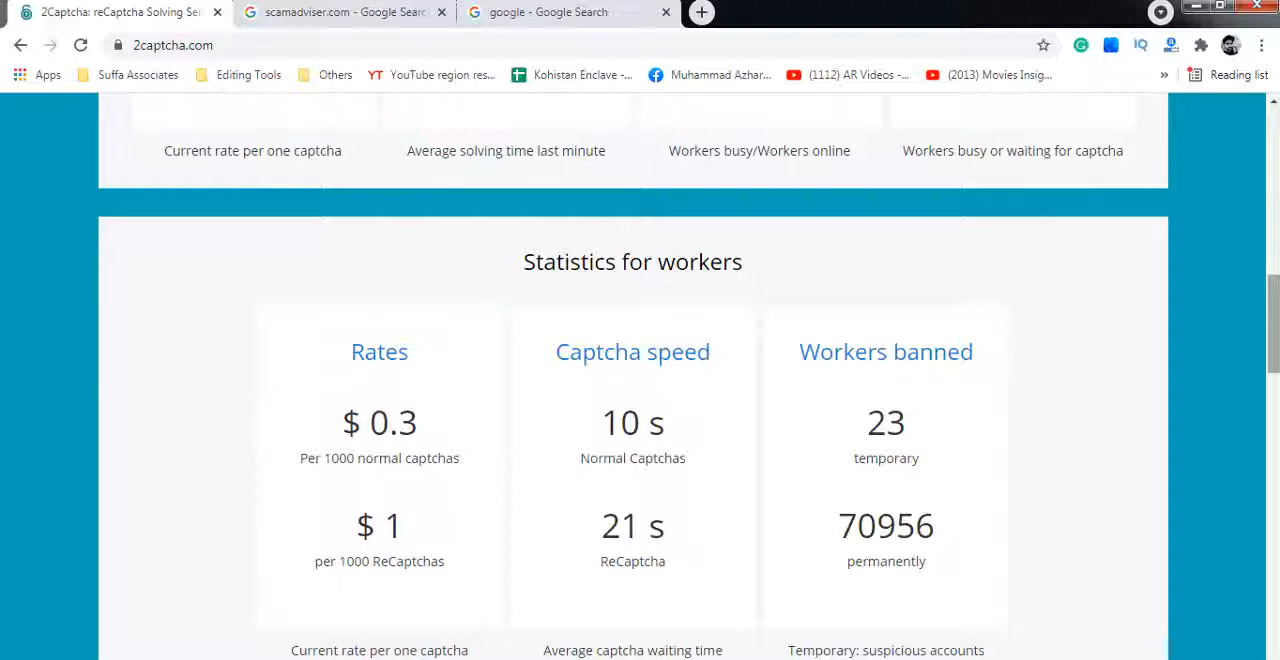 2Captcha: reCaptcha Solving Ser
scamadviser.com - Google Searc
google - Google Search
2captcha.com
Apps
Suffa Associates
Editing Tools
Others
YouTube region res...
Kohistan Enclave -...
Muhammad Azhar...
(1112) AR Videos -...
(2013) Movies Insig...
»
Reading list
Current rate per one captcha
Average solving time last minute
Workers busy/Workers online
Workers busy or waiting for captcha
Statistics for workers
Rates
Captcha speed
Workers banned
$ 0.3
10 s
23
Per 1000 normal captchas
Normal Captchas
temporary
$ 1
21 s
70956
per 1000 ReCaptchas
ReCaptcha
permanently
Current rate per one captcha
Average captcha waiting time
Temporary: suspicious accounts